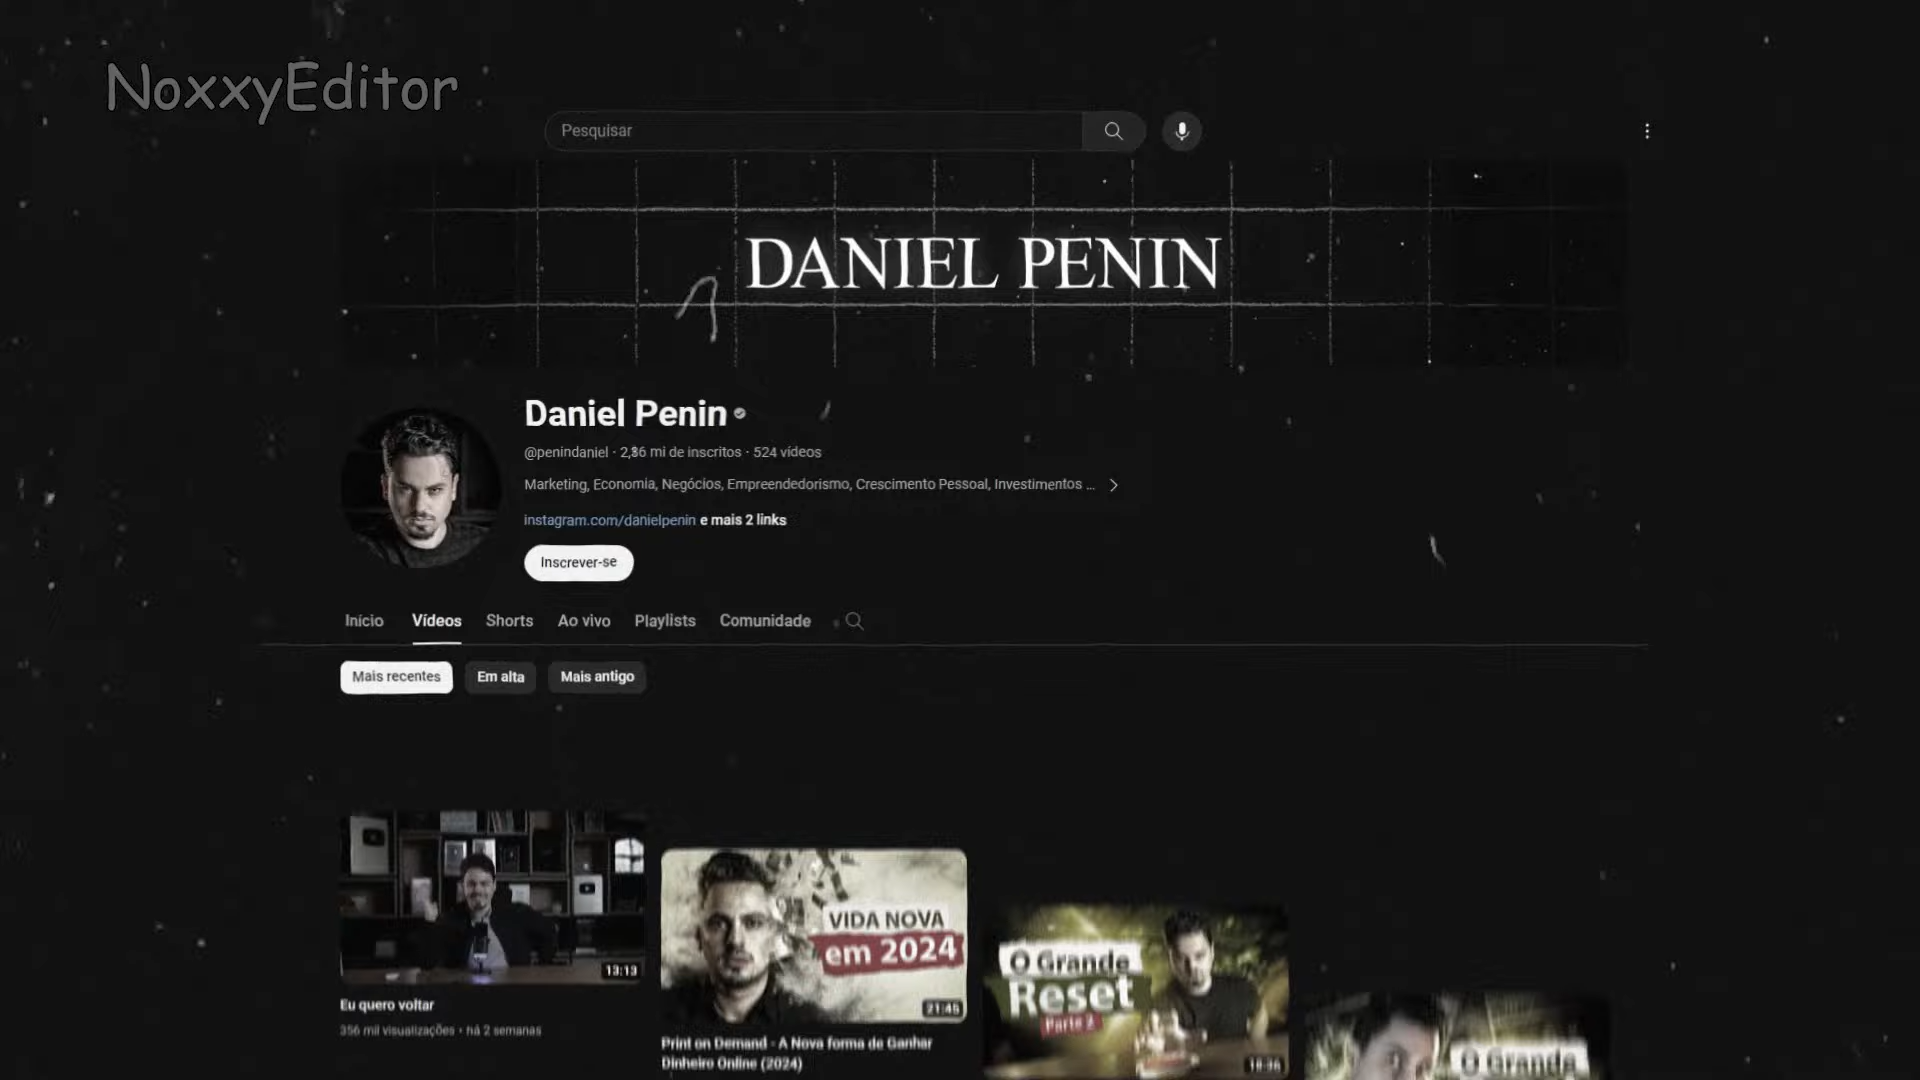 NoxxyEditor
Pesquisar
DANIEL PENIN
Daniel Penin
@penindaniel · 2,36 mi de inscritos · 524 vídeos
Marketing, Economia, Negócios, Empreendedorismo, Crescimento Pessoal, Investimentos ...
instagram.com/danielpenin e mais 2 links
Inscrever-se
Início Vídeos Shorts Ao vivo Playlists Comunidade
Mais recentes Em alta Mais antigo
13:13
Eu quero voltar
356 mil visualizações • há 2 semanas
VIDA NOVA
em 2024
21:45
Print on Demand - A Nova forma de Ganhar
Dinheiro Online (2024)
O Grande
Reset
Parte 2
18:36
O Grande